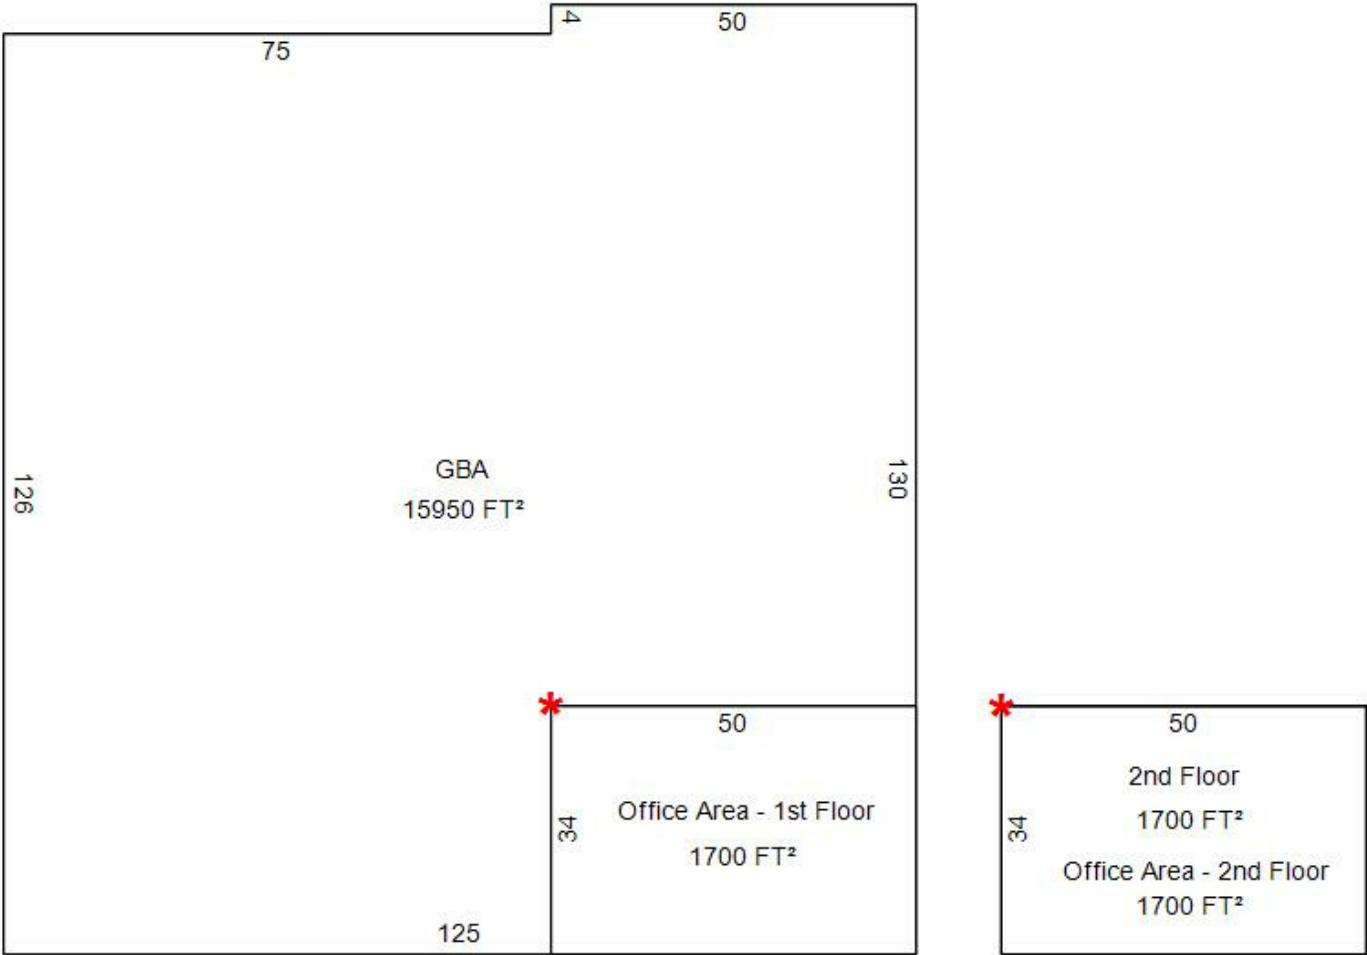 4
50
75
126
GBA
15950 FT²
130
50
34
Office Area - 1st Floor
1700 FT²
125
50
34
2nd Floor
1700 FT²
Office Area - 2nd Floor
1700 FT²